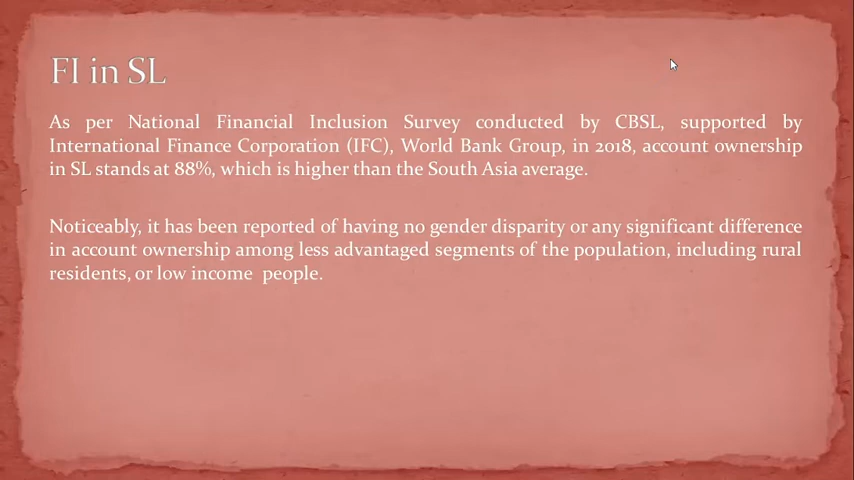 FI in SL
As per National Financial Inclusion Survey conducted by CBSL, supported by
International Finance Corporation (IFC), World Bank Group, in 2018, account ownership
in SL stands at 88%, which is higher than the South Asia average.
Noticeably, it has been reported of having no gender disparity or any significant difference
in account ownership among less advantaged segments of the population, including rural
residents, or low income people.